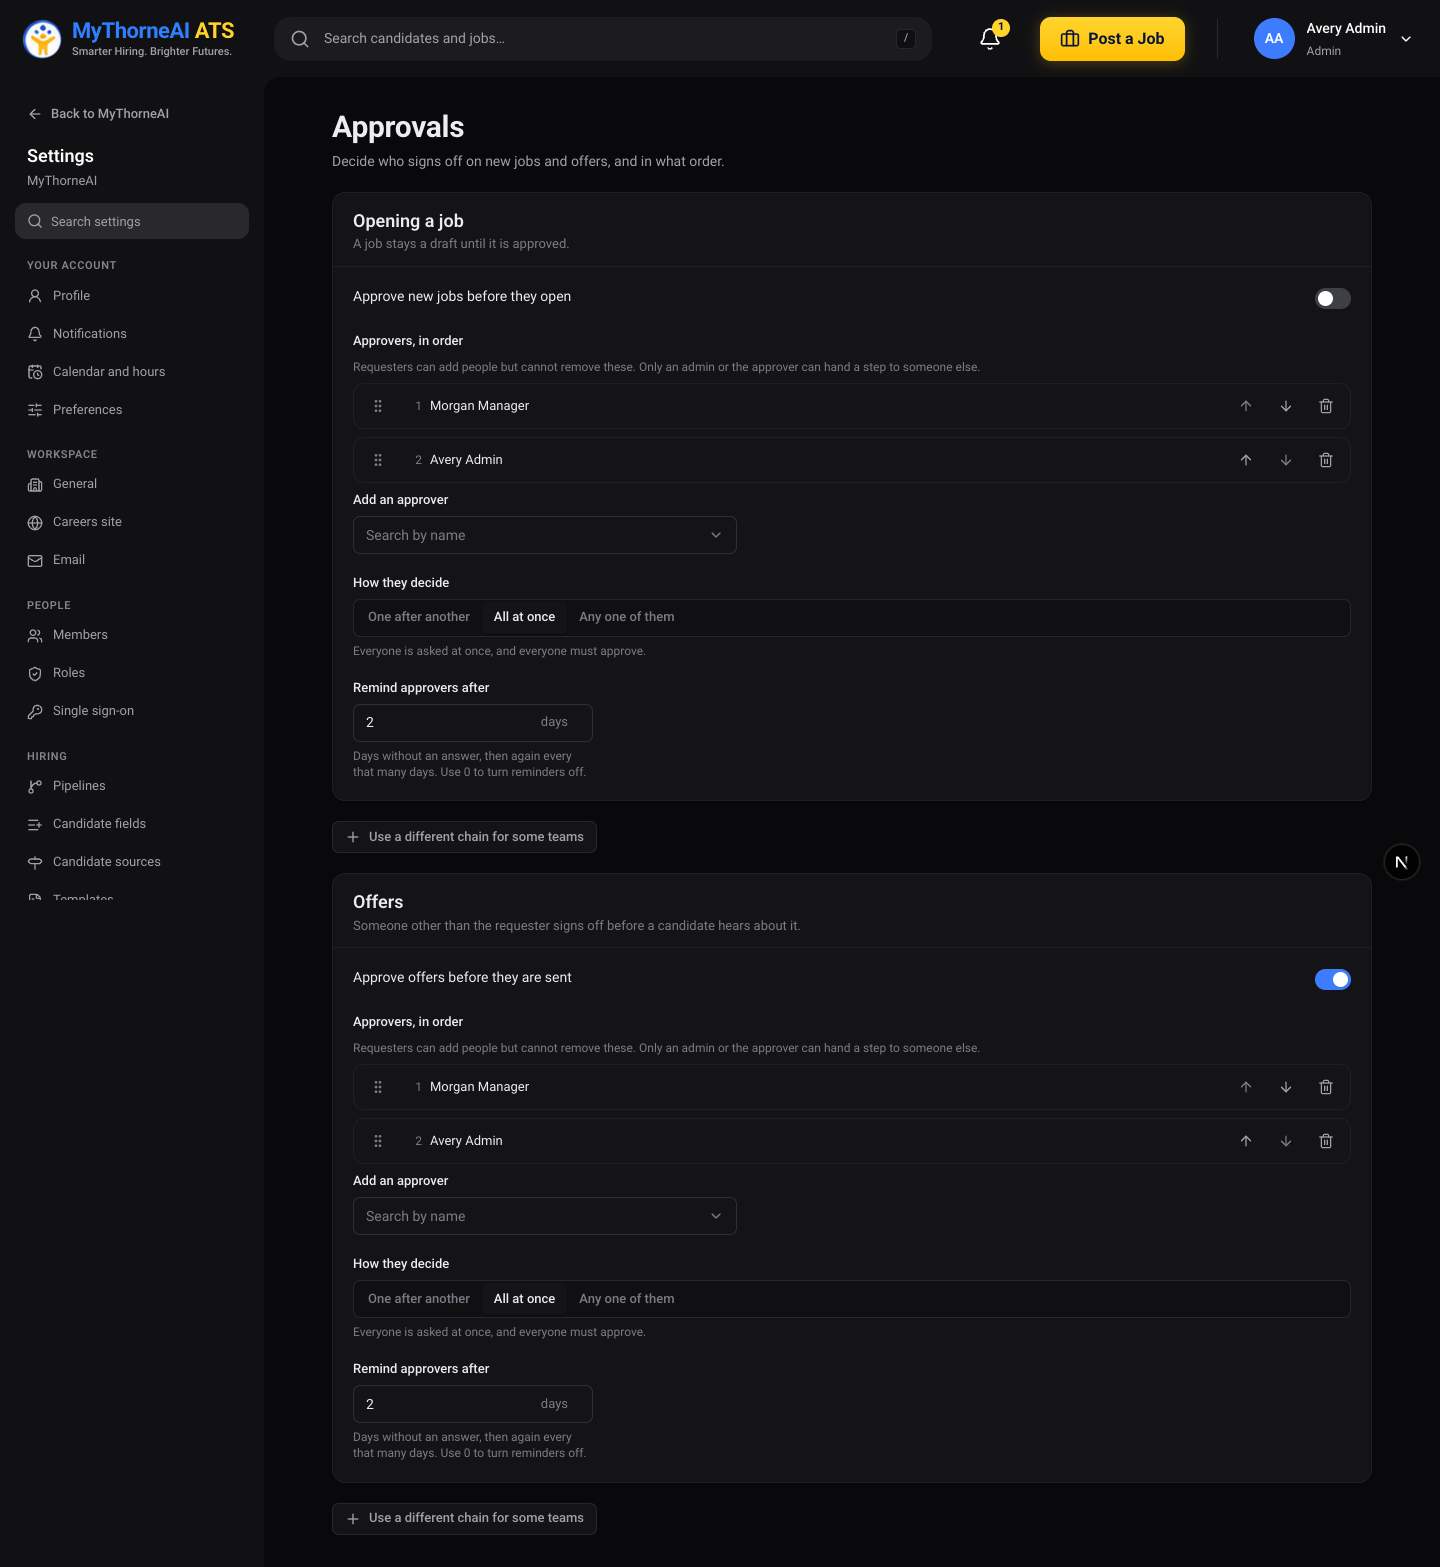 MyThorneAI ATS
Smarter Hiring. Brighter Futures.
Search candidates and jobs...
/
1
Post a Job
AA
Avery Admin
Admin
Back to MyThorneAI
Settings
MyThorneAI
Search settings
YOUR ACCOUNT
Profile
Notifications
Calendar and hours
Preferences
WORKSPACE
General
Careers site
Email
PEOPLE
Members
Roles
Single sign-on
HIRING
Pipelines
Candidate fields
Candidate sources
Templates
Approvals
Decide who signs off on new jobs and offers, and in what order.
Opening a job
A job stays a draft until it is approved.
Approve new jobs before they open
Approvers, in order
Requesters can add people but cannot remove these. Only an admin or the approver can hand a step to someone else.
1 Morgan Manager
2 Avery Admin
Add an approver
Search by name
How they decide
One after another All at once Any one of them
Everyone is asked at once, and everyone must approve.
Remind approvers after
2 days
Days without an answer, then again every
that many days. Use 0 to turn reminders off.
Use a different chain for some teams
N
Offers
Someone other than the requester signs off before a candidate hears about it.
Approve offers before they are sent
Approvers, in order
Requesters can add people but cannot remove these. Only an admin or the approver can hand a step to someone else.
1 Morgan Manager
2 Avery Admin
Add an approver
Search by name
How they decide
One after another All at once Any one of them
Everyone is asked at once, and everyone must approve.
Remind approvers after
2 days
Days without an answer, then again every
that many days. Use 0 to turn reminders off.
Use a different chain for some teams